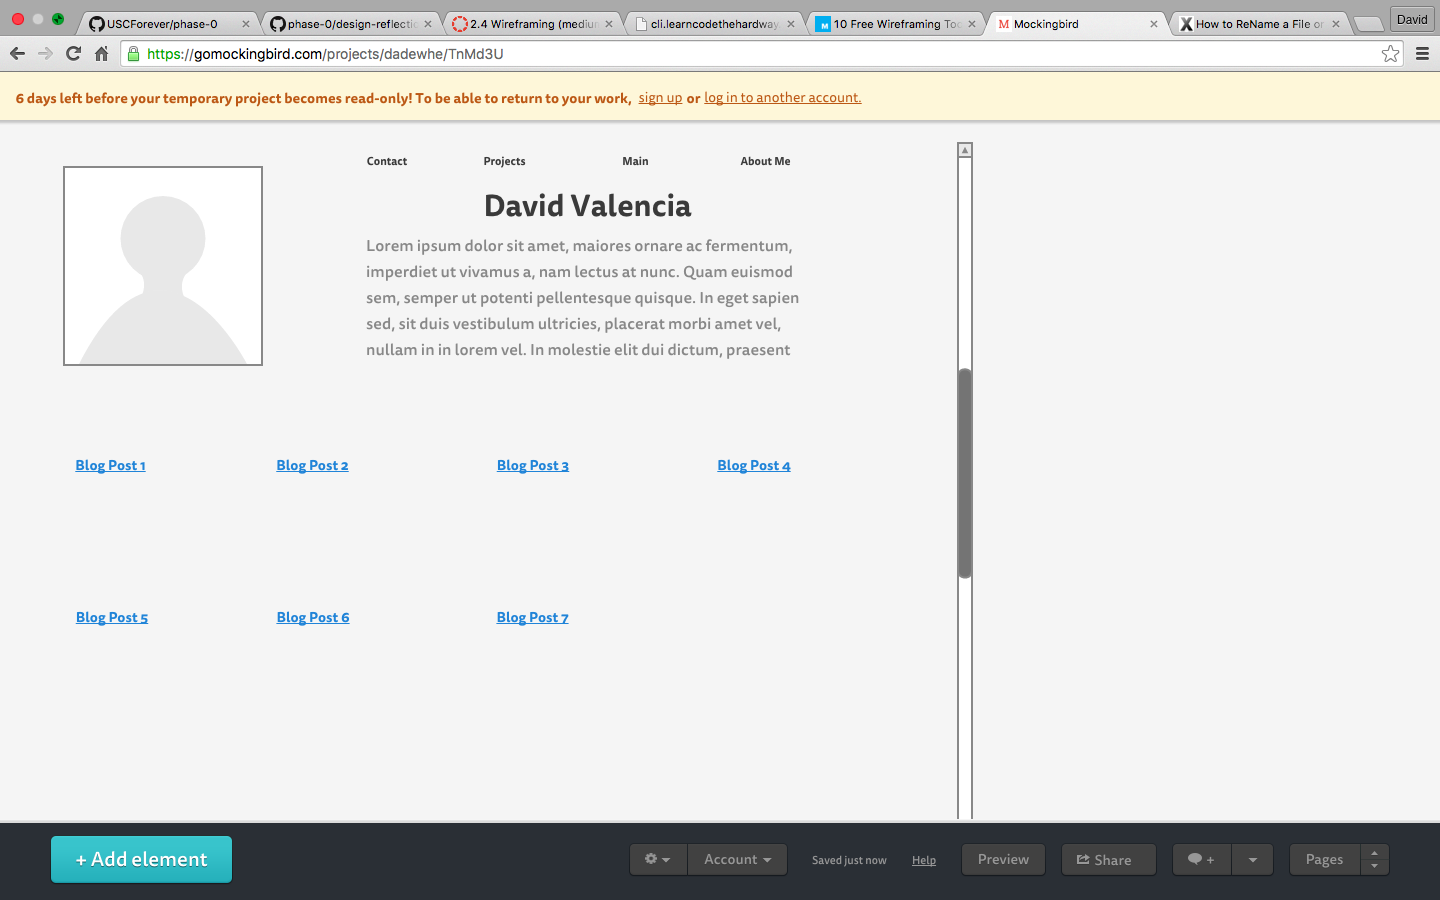 USCForever/phase-0
phase-0/design-reflectic
2.4 Wireframing (medium
cli.learncodethehardway.
10 Free Wireframing Too
Mockingbird
How to ReName a File or
David
https://gomockingbird.com/projects/dadewhe/TnMd3U
6 days left before your temporary project becomes read-only! To be able to return to your work, sign up or log in to another account.
Contact Projects Main About Me
David Valencia
Lorem ipsum dolor sit amet, maiores ornare ac fermentum,
imperdiet ut vivamus a, nam lectus at nunc. Quam euismod
sem, semper ut potenti pellentesque quisque. In eget sapien
sed, sit duis vestibulum ultricies, placerat morbi amet vel,
nullam in in lorem vel. In molestie elit dui dictum, praesent
Blog Post 1 Blog Post 2 Blog Post 3 Blog Post 4
Blog Post 5 Blog Post 6 Blog Post 7
+ Add element
Account
Saved just now
Help
Preview
Share
+
Pages